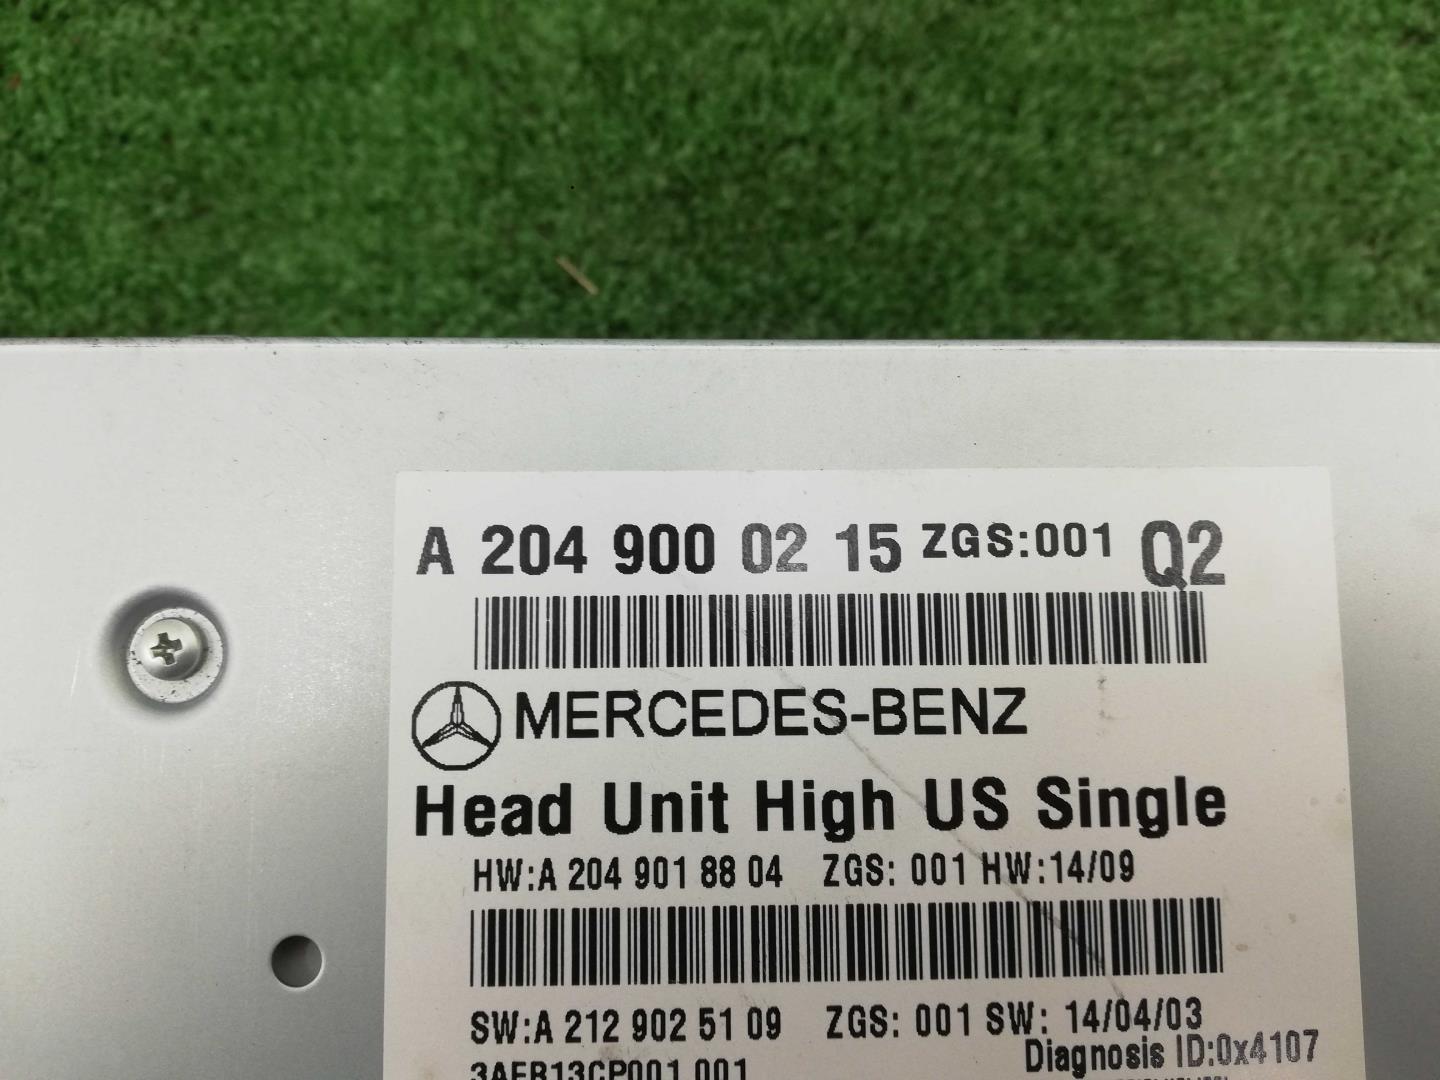 A 204 900 02 15 ZGS:001 Q2
MERCEDES-BENZ
Head Unit High US Single
HW:A 204 901 88 04 ZGS: 001 HW:14/09
SW:A 212 902 51 09 ZGS: 001 SW: 14/04/03
Diagnosis ID:0x4107
3AFB13CP001 001